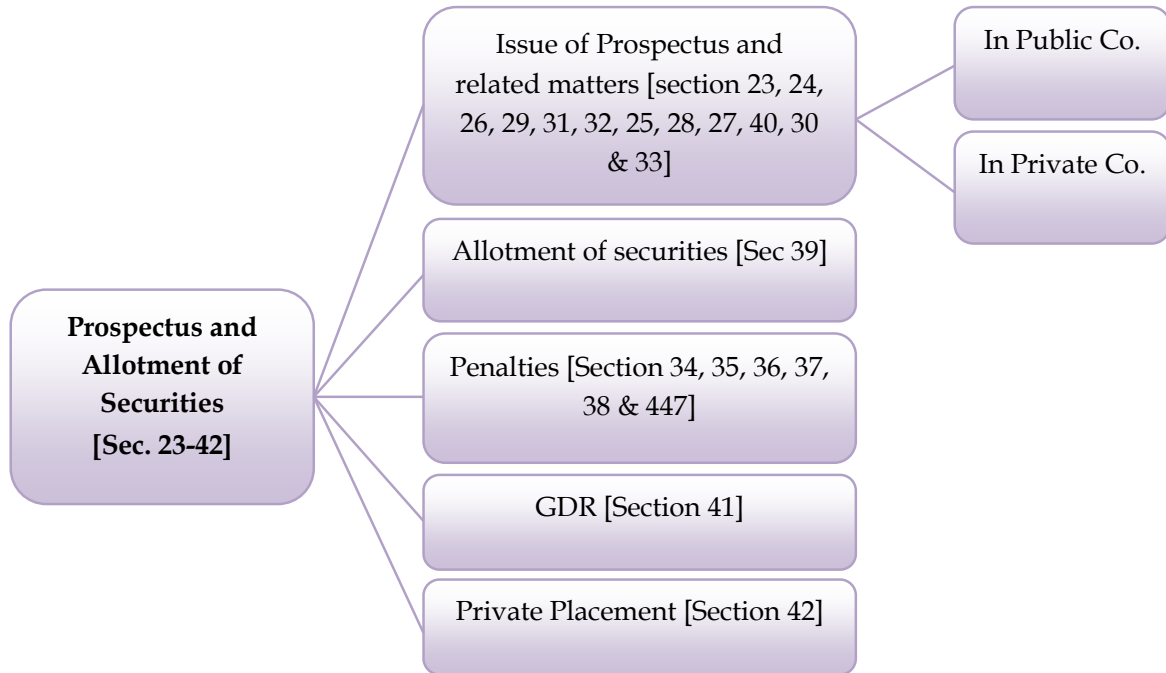 Prospectus and
Allotment of
Securities
[Sec. 23-42]
Issue of Prospectus and
related matters [section 23, 24,
26, 29, 31, 32, 25, 28, 27, 40, 30
& 33]
In Public Co.
In Private Co.
Allotment of securities [Sec 39]
Penalties [Section 34, 35, 36, 37,
38 & 447]
GDR [Section 41]
Private Placement [Section 42]